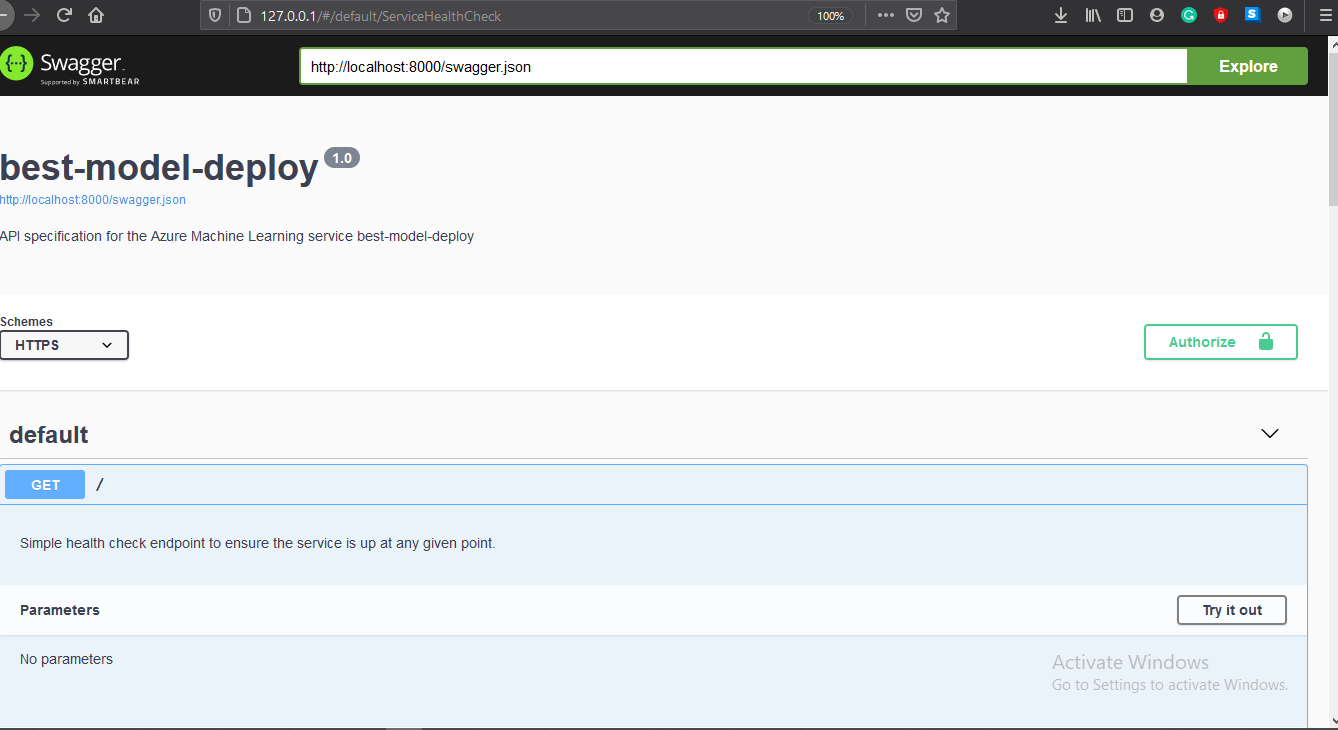 127.0.0.1/#/default/ServiceHealthCheck
100%
{··}
Swagger.
Supported by SMARTBEAR
http://localhost:8000/swagger.json
Explore
best-model-deploy 1.0
http://localhost:8000/swagger.json
API specification for the Azure Machine Learning service best-model-deploy
Schemes
HTTPS
Authorize
default
GET /
Simple health check endpoint to ensure the service is up at any given point.
Parameters
Try it out
No parameters
Activate Windows
Go to Settings to activate Windows.